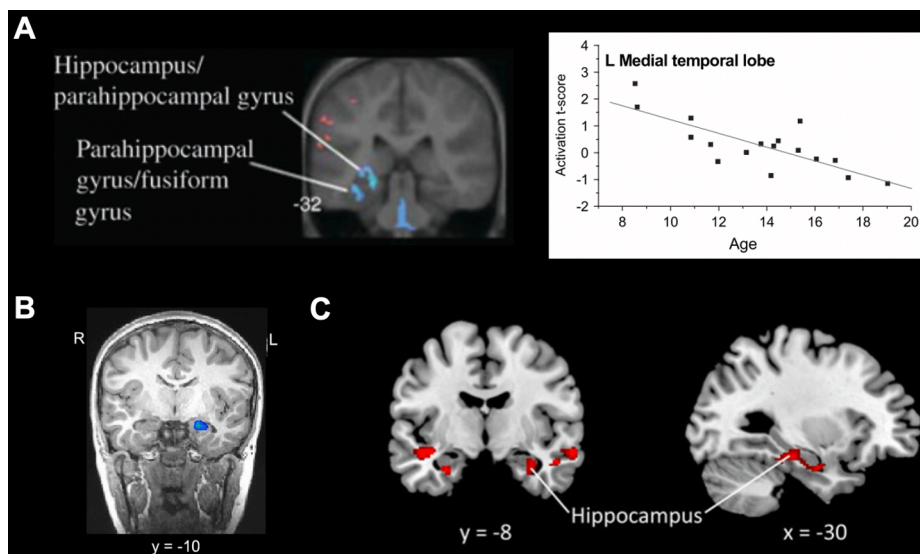 A
Hippocampus/
parahippocampal gyrus
Parahippocampal
gyrus/fusiform
gyrus
-32
L Medial temporal lobe
Activation t-score
4
3
2
1
0
-1
-2
8
10
12
14
16
18
20
Age
B
R
L
y = -10
C
Hippocampus
y = -8
x = -30